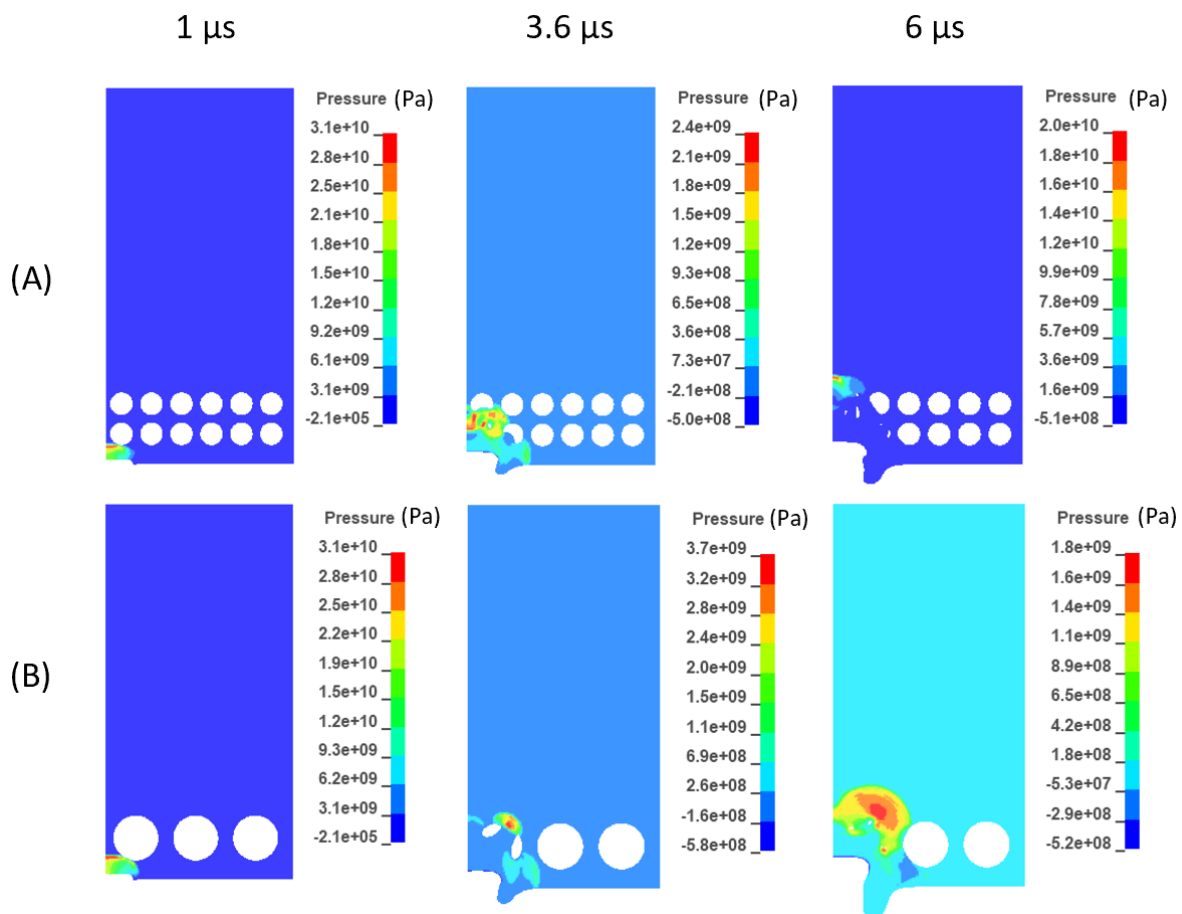 1 µs
3.6 µs
6 µs
(A)
Pressure (Pa)
3.1e+10
2.8e+10
2.5e+10
2.1e+10
1.8e+10
1.5e+10
1.2e+10
9.2e+09
6.1e+09
3.1e+09
-2.1e+05
Pressure (Pa)
2.4e+09
2.1e+09
1.8e+09
1.5e+09
1.2e+09
9.3e+08
6.5e+08
3.6e+08
7.3e+07
-2.1e+08
-5.0e+08
Pressure (Pa)
2.0e+10
1.8e+10
1.6e+10
1.4e+10
1.2e+10
9.9e+09
7.8e+09
5.7e+09
3.6e+09
1.6e+09
-5.1e+08
(B)
Pressure (Pa)
3.1e+10
2.8e+10
2.5e+10
2.2e+10
1.9e+10
1.5e+10
1.2e+10
9.3e+09
6.2e+09
3.1e+09
-2.1e+05
Pressure (Pa)
3.7e+09
3.2e+09
2.8e+09
2.4e+09
2.0e+09
1.5e+09
1.1e+09
6.9e+08
2.6e+08
-1.6e+08
-5.8e+08
Pressure (Pa)
1.8e+09
1.6e+09
1.4e+09
1.1e+09
8.9e+08
6.5e+08
4.2e+08
1.8e+08
-5.3e+07
-2.9e+08
-5.2e+08